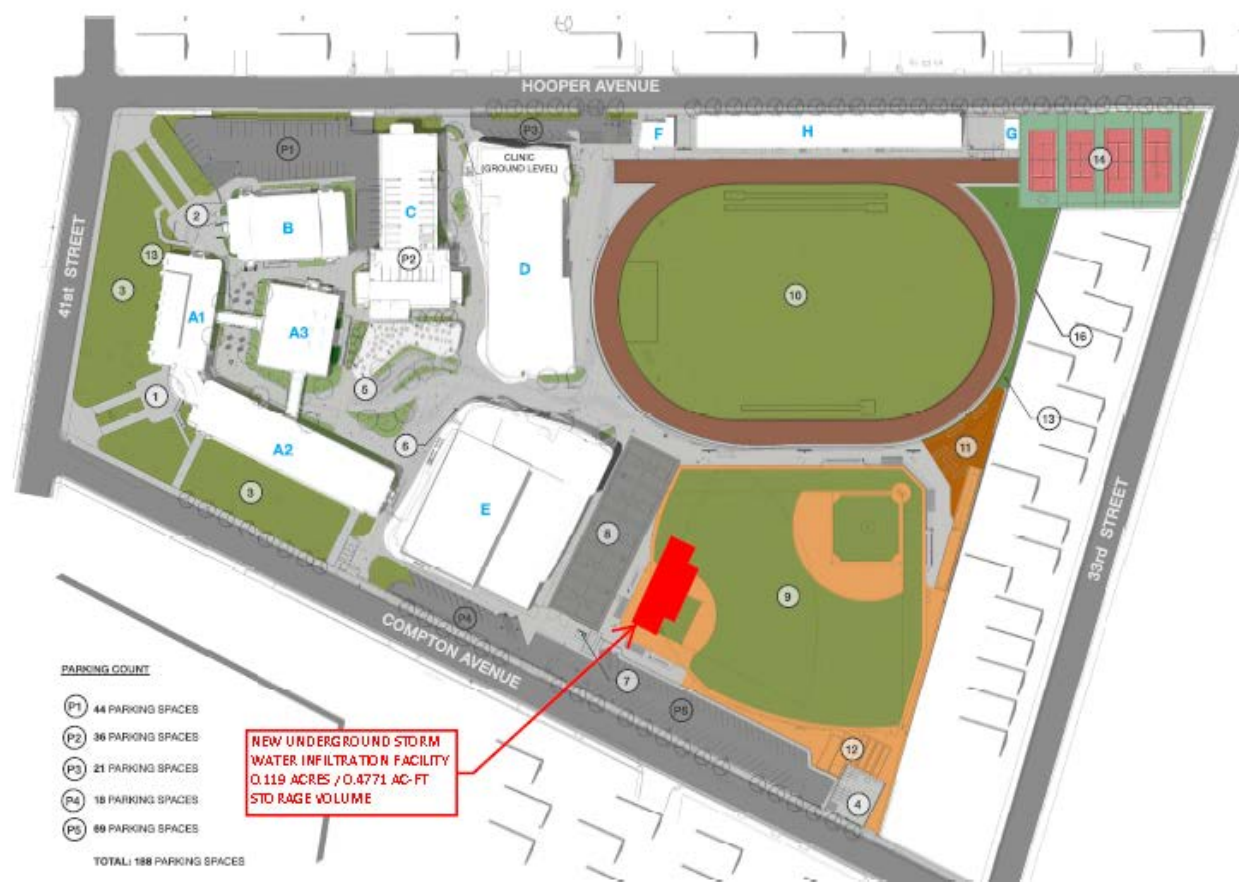 HOOPER AVENUE
P3
F
H
G
P1
CLINIC
(GROUND LEVEL)
14
2
B
C
P2
41st STREET
13
3
A1
A3
D
10
16
1
5
13
6
A2
11
3
E
8
33rd STREET
9
P4
COMPTON AVENUE
7
P5
12
4
PARKING COUNT
P1 44 PARKING SPACES
P2 36 PARKING SPACES
P3 21 PARKING SPACES
P4 18 PARKING SPACES
P5 69 PARKING SPACES
TOTAL: 188 PARKING SPACES
NEW UNDERGROUND STORM
WATER INFILTRATION FACILITY
0.119 ACRES / 0.4771 AC-FT
STORAGE VOLUME